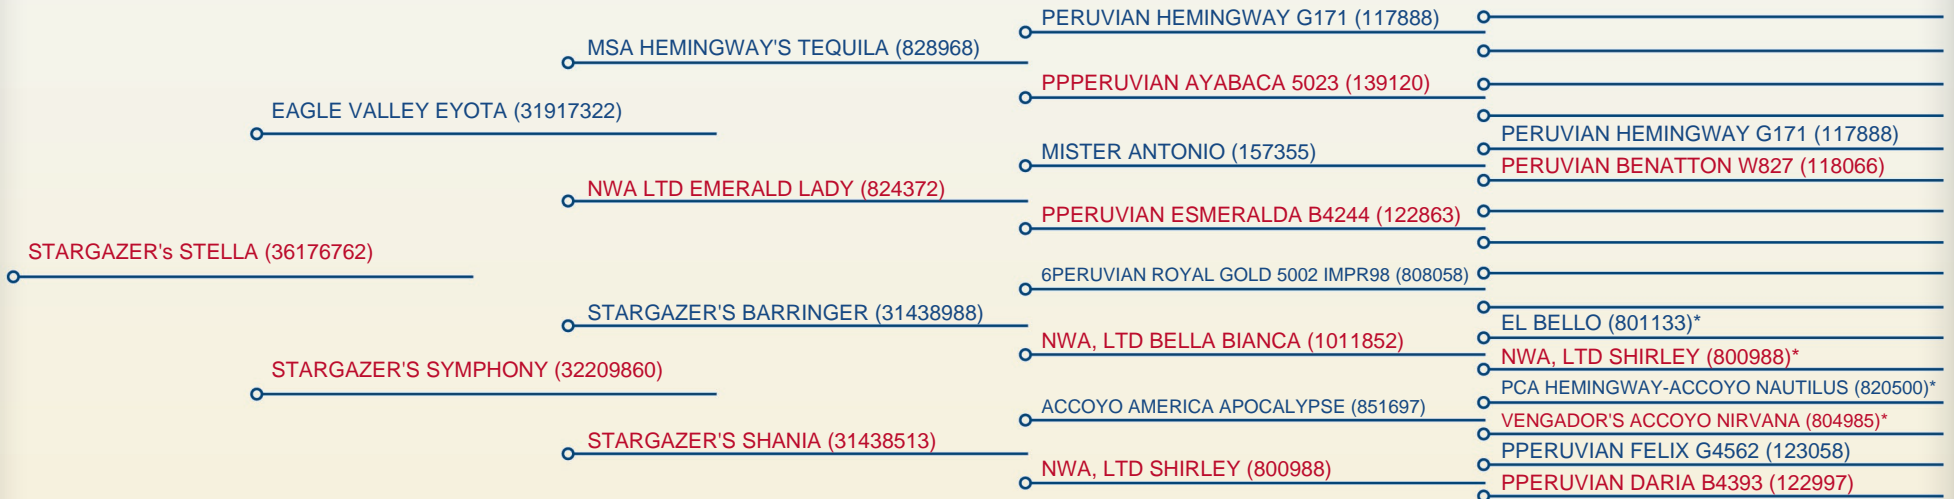 PERUVIAN HEMINGWAY G171 (117888)
MSA HEMINGWAY'S TEQUILA (828968)
PPPERUVIAN AYABACA 5023 (139120)
EAGLE VALLEY EYOTA (31917322)
PERUVIAN HEMINGWAY G171 (117888)
MISTER ANTONIO (157355)
PERUVIAN BENATTON W827 (118066)
NWA LTD EMERALD LADY (824372)
PPERUVIAN ESMERALDA B4244 (122863)
STARGAZER's STELLA (36176762)
6PERUVIAN ROYAL GOLD 5002 IMPR98 (808058)
STARGAZER'S BARRINGER (31438988)
EL BELLO (801133)*
NWA, LTD BELLA BIANCA (1011852)
NWA, LTD SHIRLEY (800988)*
STARGAZER'S SYMPHONY (32209860)
PCA HEMINGWAY-ACCOYO NAUTILUS (820500)*
ACCOYO AMERICA APOCALYPSE (851697)
VENGADOR'S ACCOYO NIRVANA (804985)*
STARGAZER'S SHANIA (31438513)
PPERUVIAN FELIX G4562 (123058)
NWA, LTD SHIRLEY (800988)
PPERUVIAN DARIA B4393 (122997)